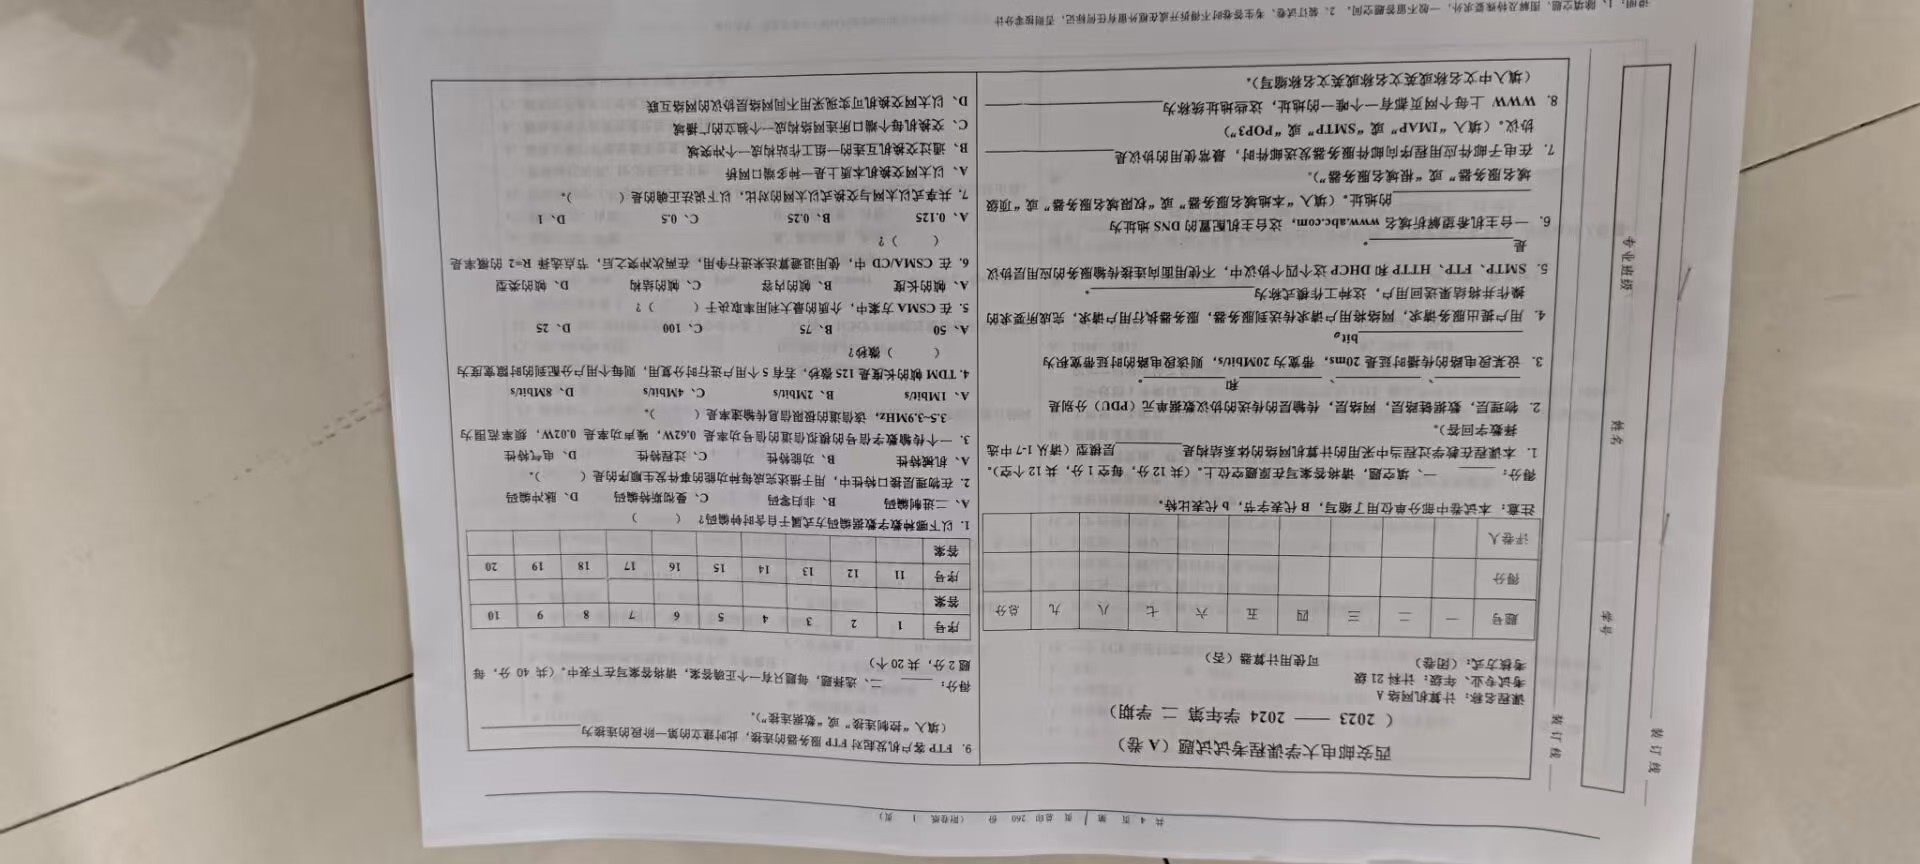 共 4 页 第 1 页 总印 260 份 (附卷纸 1 页)
装订线
装订线
学号
姓名
专业班级
西安邮电大学课程考试试题（A 卷）
（ 2023 —— 2024 学年第 二 学期）
课程名称：计算机网络 A
考试专业、年级：计科 21 级
考核方式：（闭卷） 可使用计算器（否）
题号 一 二 三 四 五 六 七 八 九 总分
得分
评卷人
注意：本试卷中部分单位用了缩写，B 代表字节，b 代表比特。
得分：____ 一、填空题，请将答案写在原题空位上。（共 12 分，每空 1 分，共 12 个空）。
1. 本课程在教学过程当中采用的计算机网络的体系结构是________层模型（请从 1-7 中选
择数字回答）。
2. 物理层，数据链路层，网络层，传输层的传送的协议数据单元（PDU）分别是
________、________、________和________。
3. 设某段电路的传播时延是 20ms，带宽为 20Mbit/s，则该段电路的时延带宽积为
________________bit。
4. 用户提出服务请求，网络将用户请求传送到服务器，服务器执行用户请求，完成所要求的
操作并将结果送回用户，这种工作模式称为________________。
5. SMTP、FTP、HTTP 和 DHCP 这个四个协议中，不使用面向连接传输服务的应用层协议
是________________。
6. 一台主机希望解析域名 www.abc.com，这台主机配置的 DNS 地址为
________________的地址。（填入“本地域名服务器”或“权限域名服务器”或“顶级
域名服务器”或“根域名服务器”）。
7. 在电子邮件应用程序向邮件服务器发送邮件时，最常使用的协议是________________
协议。（填入“IMAP”或“SMTP”或“POP3”）
8. WWW 上每个网页都有一个唯一的地址，这些地址统称为________________
（填入中文名称或英文名称或英文名称缩写）。
9. FTP 客户机发起对 FTP 服务器的连接，此时建立的第一阶段的连接为____________
（填入“控制连接”或“数据连接”）。
得分：____ 二、选择题，每题只有一个正确答案，请将答案写在下表中。（共 40 分，每
题 2 分，共 20 个）
序号 1 2 3 4 5 6 7 8 9 10
答案
序号 11 12 13 14 15 16 17 18 19 20
答案
1. 以下哪种数字数据编码方式属于自含时钟编码？（ ）
A、二进制编码 B、非归零码 C、曼彻斯特编码 D、脉冲编码
2. 在物理层接口特性中，用于描述完成每种功能的事件发生顺序的是（ ）。
A、机械特性 B、功能特性 C、过程特性 D、电气特性
3. 一个传输数字信号的模拟信道的信号功率是 0.62W，噪声功率是 0.02W，频率范围为
3.5~3.9MHz，该信道的极限信息传输速率是（ ）。
A、1Mbit/s B、2Mbit/s C、4Mbit/s D、8Mbit/s
4. TDM 帧的长度是 125 微秒，若有 5 个用户进行时分复用，则每个用户分配到的时隙宽度为
（ ）微秒？
A、50 B、75 C、100 D、25
5. 在 CSMA 方案中，介质的最大利用率取决于（ ）？
A、帧的长度 B、帧的内容 C、帧的结构 D、帧的类型
6. 在 CSMA/CD 中，使用退避算法来进行争用，在两次冲突之后，节点选择 R=2 的概率是
（ ）？
A、0.125 B、0.25 C、0.5 D、1
7. 共享式以太网与交换式以太网的对比，以下说法正确的是（ ）。
A、以太网交换机本质上是一种多端口网桥
B、通过交换机互连的一组工作站构成一个冲突域
C、交换机每个端口所连网络构成一个独立的广播域
D、以太网交换机可实现采用不同网络层协议的网络互联
说明：1、除填空题、图解及特殊要求外，一般不留答题空间。 2、装订试卷、考生答卷时不得拆开或在框外留有任何标记，否则按零分计